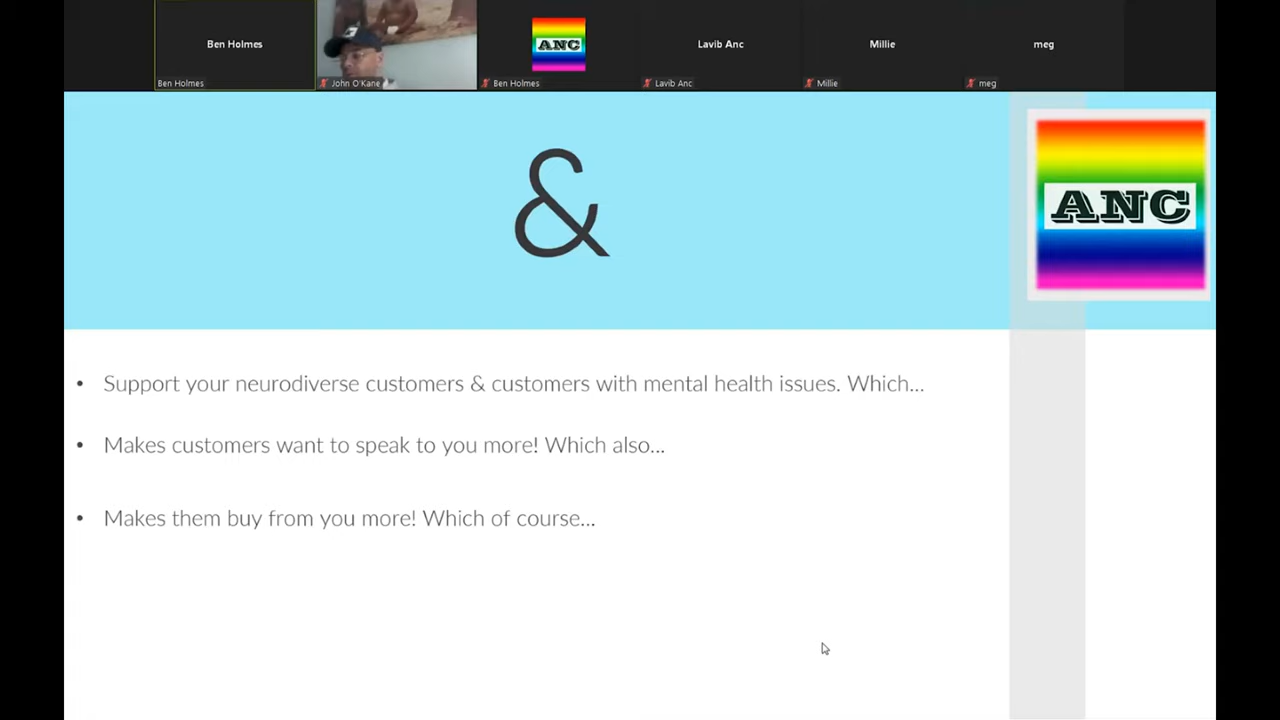 Ben Holmes
ANC
Lavib Anc
Millie
meg
Ben Holmes
John O'Kane
Ben Holmes
Lavib Anc
Millie
meg
&
ANC
• Support your neurodiverse customers & customers with mental health issues. Which...
• Makes customers want to speak to you more! Which also...
• Makes them buy from you more! Which of course...